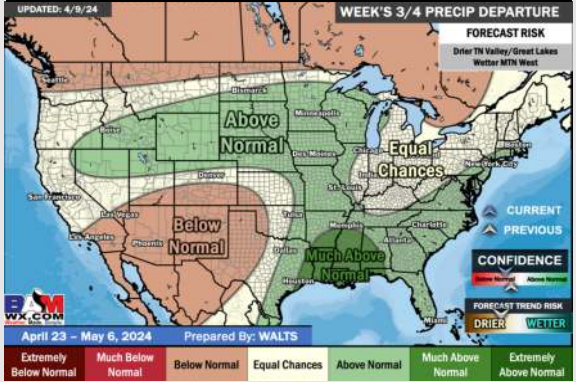 UPDATED: 4/9/24
WEEK'S 3/4 PRECIP DEPARTURE
FORECAST RISK
Drier TN Valley/Great Lakes
Wetter MTN West
Seattle
Bismarck
Minneapolis
Above
Normal
Boise
Des Moines
Chicago
Equal
Chances
Boston
New York City
Denver
St. Louis
San Francisco
Las Vegas
Los Angeles
Phoenix
Below
Normal
Tulsa
Memphis
Charlotte
Atlanta
Dallas
Much Above
Normal
Houston
Miami
CURRENT
PREVIOUS
CONFIDENCE
Below Normal
Above Normal
FORECAST TREND RISK
DRIER
WETTER
BAM
WX.COM
Weather. Made. Simple.
April 23 – May 6, 2024
Prepared By: WALTS
Extremely
Below Normal
Much Below
Normal
Below Normal
Equal Chances
Above Normal
Much Above
Normal
Extremely
Above Normal